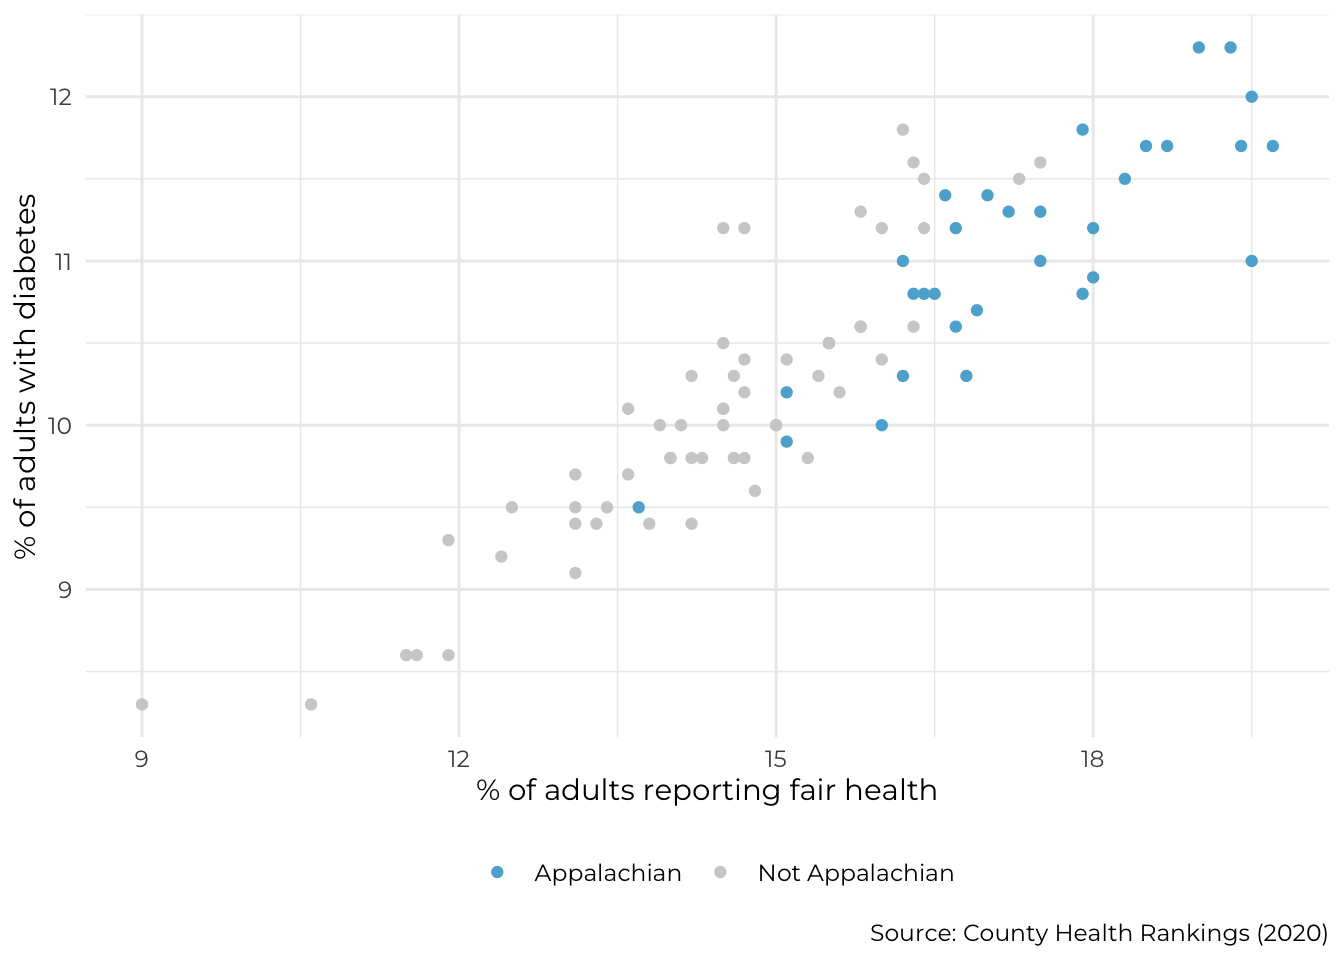 12
11
10
9
% of adults with diabetes
9 12 15 18
% of adults reporting fair health
Appalachian Not Appalachian
Source: County Health Rankings (2020)